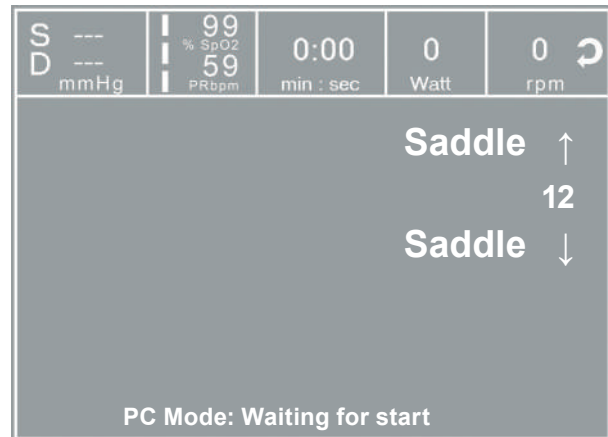 S ---
D ---
mmHg
99
% SpO2
59
PRbpm
0:00
min : sec
0
Watt
0
rpm
Saddle ↑
12
Saddle ↓
PC Mode: Waiting for start